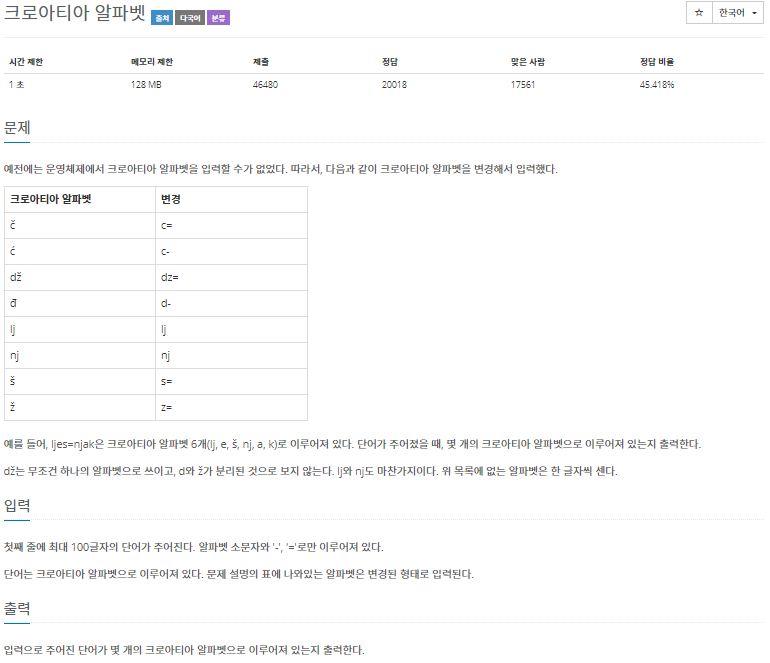 크로아티아 알파벳 출처 다국어 분류
☆ 한국어
시간 제한 메모리 제한 제출 정답 맞은 사람 정답 비율
1 초 128 MB 46480 20018 17561 45.418%
문제
예전에는 운영체제에서 크로아티아 알파벳을 입력할 수가 없었다. 따라서, 다음과 같이 크로아티아 알파벳을 변경해서 입력했다.
크로아티아 알파벳 변경
č c=
ć c-
dž dz=
đ d-
lj lj
nj nj
š s=
ž z=
예를 들어, ljes=njak은 크로아티아 알파벳 6개(lj, e, š, nj, a, k)로 이루어져 있다. 단어가 주어졌을 때, 몇 개의 크로아티아 알파벳으로 이루어져 있는지 출력한다.
dž는 무조건 하나의 알파벳으로 쓰이고, d와 ž가 분리된 것으로 보지 않는다. lj와 nj도 마찬가지이다. 위 목록에 없는 알파벳은 한 글자씩 센다.
입력
첫째 줄에 최대 100글자의 단어가 주어진다. 알파벳 소문자와 '-', '='로만 이루어져 있다.
단어는 크로아티아 알파벳으로 이루어져 있다. 문제 설명의 표에 나와있는 알파벳은 변경된 형태로 입력된다.
출력
입력으로 주어진 단어가 몇 개의 크로아티아 알파벳으로 이루어져 있는지 출력한다.